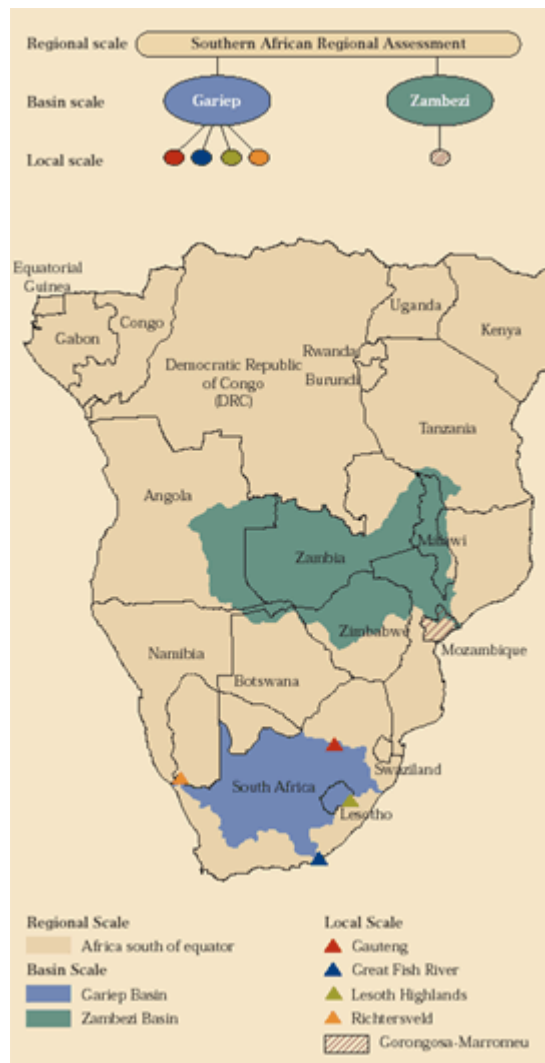 Regional scale
Southern African Regional Assessment
Basin scale
Gariep
Zambezi
Local scale
Equatorial
Guinea
Gabon
Congo
Uganda
Kenya
Democratic Republic
of Congo
(DRC)
Rwanda
Burundi
Tanzania
Angola
Zambia
Malawi
Zimbabwe
Mozambique
Namibia
Botswana
Swaziland
South Africa
Lesotho
Regional Scale
Africa south of equator
Basin Scale
Gariep Basin
Zambezi Basin
Local Scale
Gauteng
Great Fish River
Lesoth Highlands
Richtersveld
Gorongosa-Marromeu